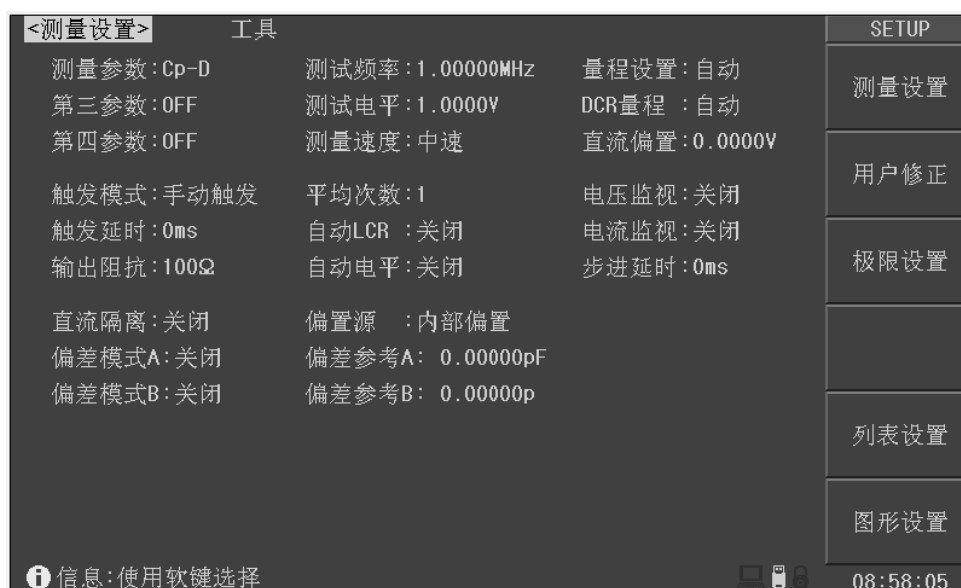 <测量设置> 工具 SETUP
测量参数:Cp-D 测试频率:1.00000MHz 量程设置:自动
第三参数:OFF 测试电平:1.0000V DCR量程 :自动
第四参数:OFF 测量速度:中速 直流偏置:0.0000V
触发模式:手动触发 平均次数:1 电压监视:关闭
触发延时:0ms 自动LCR :关闭 电流监视:关闭
输出阻抗:100Ω 自动电平:关闭 步进延时:0ms
直流隔离:关闭 偏置源 :内部偏置
偏差模式A:关闭 偏差参考A: 0.00000pF
偏差模式B:关闭 偏差参考B: 0.00000p
测量设置
用户修正
极限设置
列表设置
图形设置
信息:使用软键选择 08:58:05